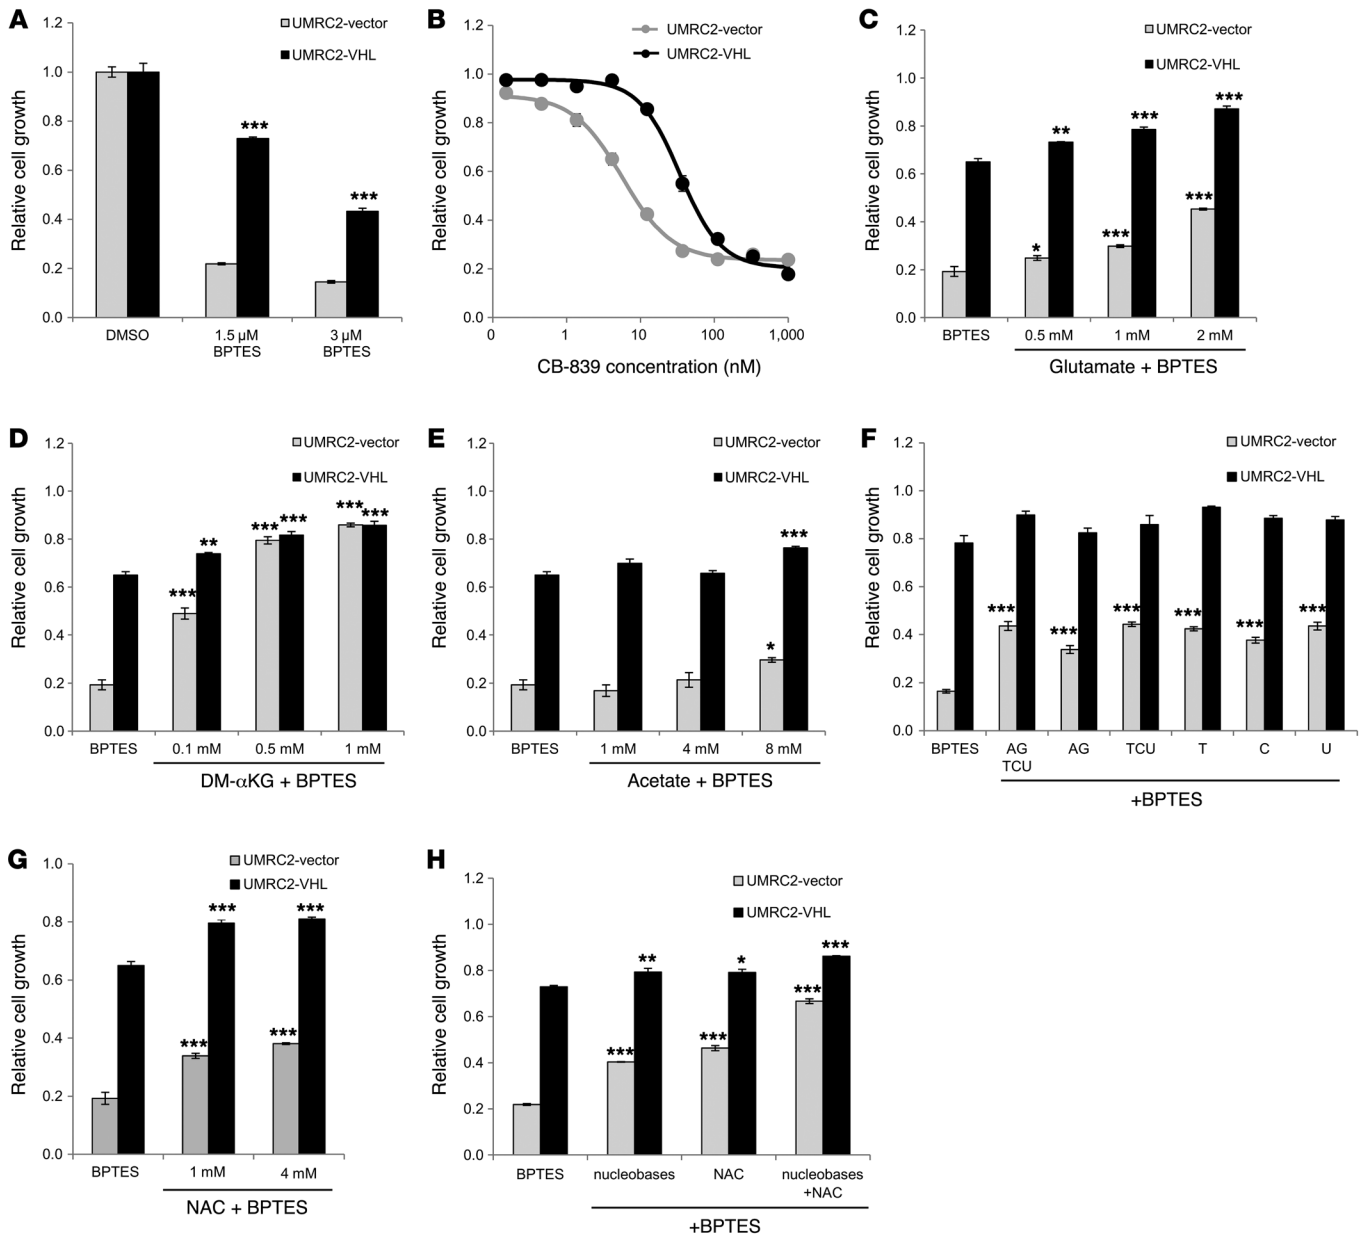 A
Relative cell growth
1.2
1.0
0.8
0.6
0.4
0.2
0.0
UMRC2-vector
UMRC2-VHL
***
***
DMSO
1.5 µM
BPTES
3 µM
BPTES
B
Relative cell growth
1.2
1.0
0.8
0.6
0.4
0.2
0.0
UMRC2-vector
UMRC2-VHL
0
1
10
100
1,000
CB-839 concentration (nM)
C
Relative cell growth
1.2
1.0
0.8
0.6
0.4
0.2
0.0
UMRC2-vector
UMRC2-VHL
*
**
***
***
***
***
BPTES
0.5 mM
1 mM
2 mM
Glutamate + BPTES
D
Relative cell growth
1.2
1.0
0.8
0.6
0.4
0.2
0.0
UMRC2-vector
UMRC2-VHL
***
**
***
***
***
***
BPTES
0.1 mM
0.5 mM
1 mM
DM-αKG + BPTES
E
Relative cell growth
1.2
1.0
0.8
0.6
0.4
0.2
0.0
UMRC2-vector
UMRC2-VHL
*
***
BPTES
1 mM
4 mM
8 mM
Acetate + BPTES
F
Relative cell growth
1.2
1.0
0.8
0.6
0.4
0.2
0.0
UMRC2-vector
UMRC2-VHL
***
***
***
***
***
***
BPTES
AG
TCU
AG
TCU
T
C
U
+BPTES
G
Relative cell growth
1.0
0.8
0.6
0.4
0.2
0.0
UMRC2-vector
UMRC2-VHL
***
***
***
***
BPTES
1 mM
4 mM
NAC + BPTES
H
Relative cell growth
1.2
1.0
0.8
0.6
0.4
0.2
0.0
UMRC2-vector
UMRC2-VHL
***
**
***
*
***
***
BPTES
nucleobases
NAC
nucleobases
+NAC
+BPTES